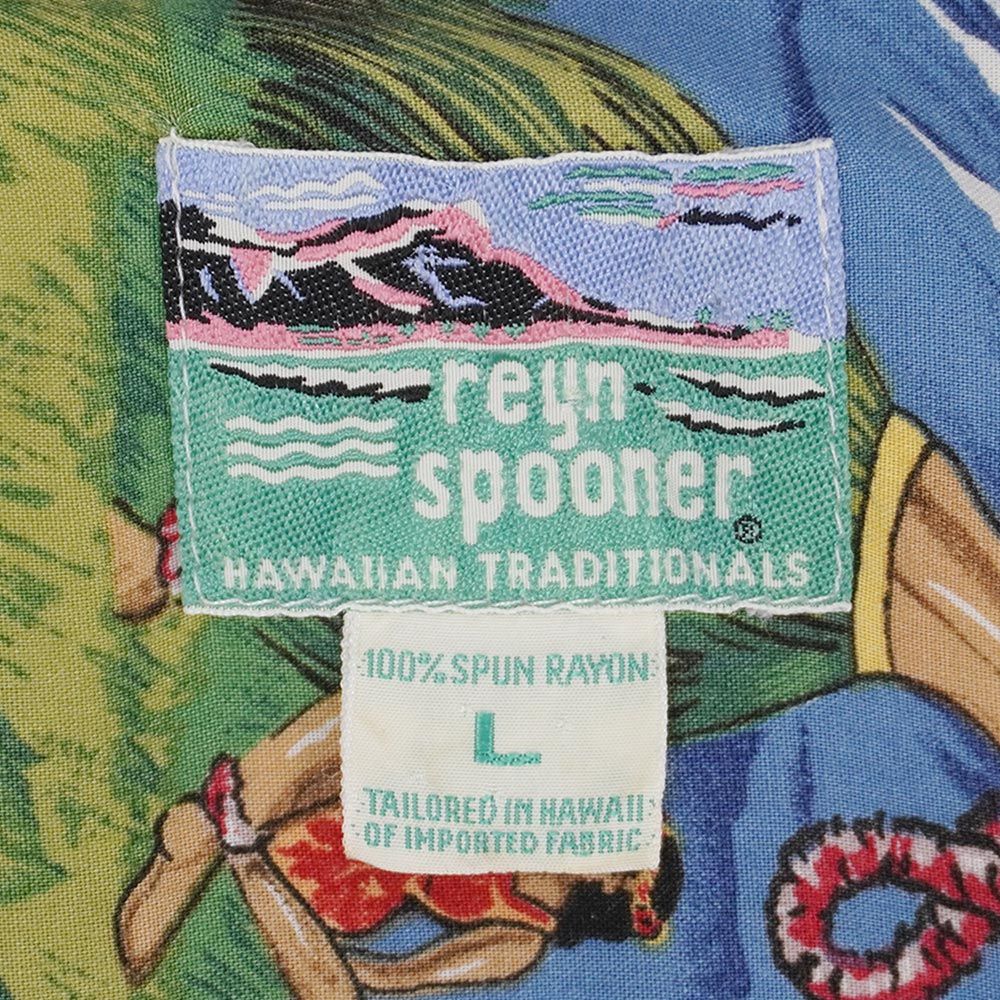 reyn
spooner®
HAWAIIAN TRADITIONALS
100% SPUN RAYON
L
TAILORED IN HAWAII
OF IMPORTED FABRIC